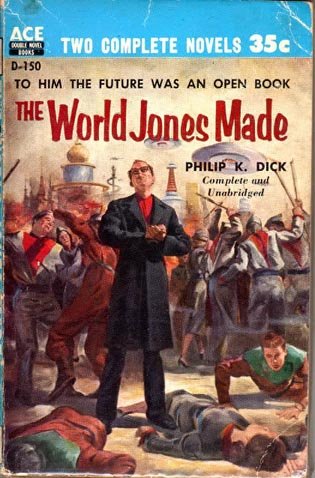 ACE
DOUBLE NOVEL
BOOKS
TWO COMPLETE NOVELS 35c
D-150
TO HIM THE FUTURE WAS AN OPEN BOOK
THE World Jones Made
PHILIP K. DICK
Complete and
Unabridged